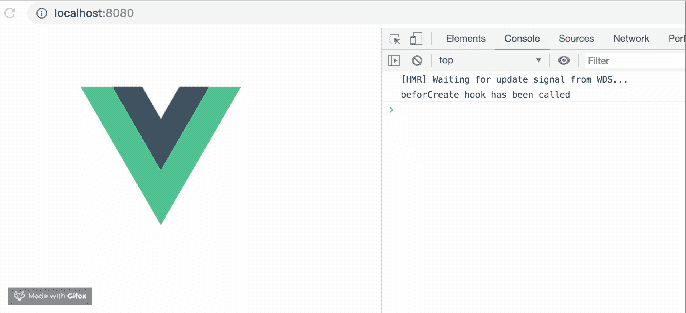 localhost:8080
Elements Console Sources Network Perf
top Filter
[HMR] Waiting for update signal from WDS...
beforCreate hook has been called
Made with Gifox